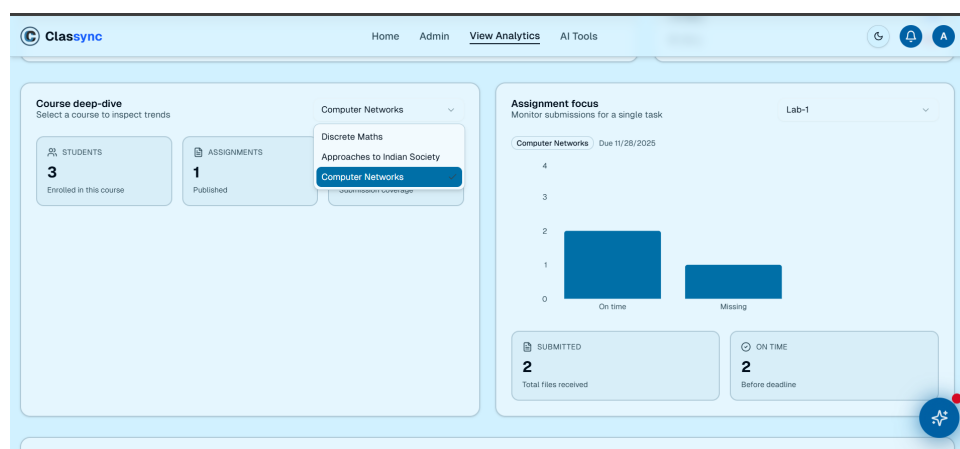 C Classync
Home Admin View Analytics AI Tools
A
Course deep-dive
Select a course to inspect trends
Computer Networks
Discrete Maths
Approaches to Indian Society
Computer Networks
STUDENTS
3
Enrolled in this course
ASSIGNMENTS
1
Published
Submission coverage
Assignment focus
Monitor submissions for a single task
Lab-1
Computer Networks Due 11/28/2025
4
3
2
1
0
On time Missing
SUBMITTED
2
Total files received
ON TIME
2
Before deadline